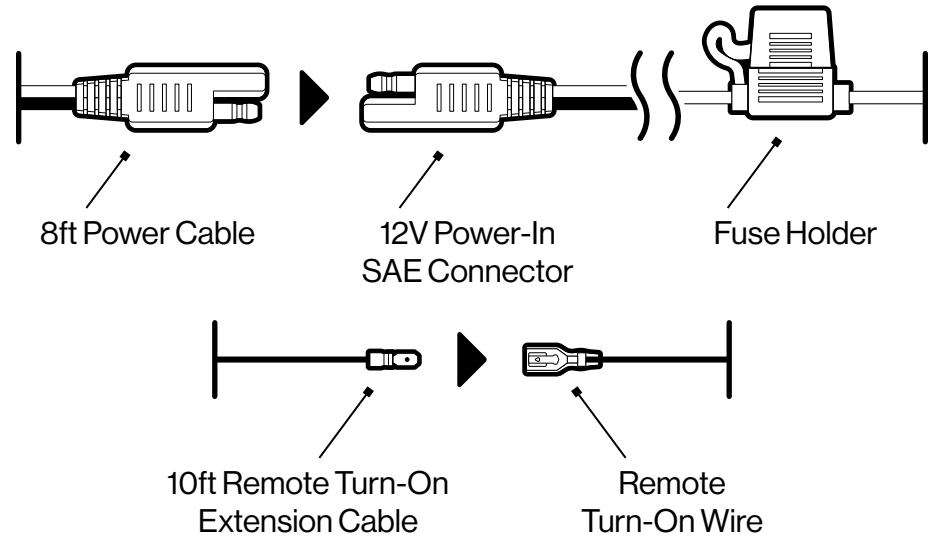 8ft Power Cable
12V Power-In
SAE Connector
Fuse Holder
10ft Remote Turn-On
Extension Cable
Remote
Turn-On Wire